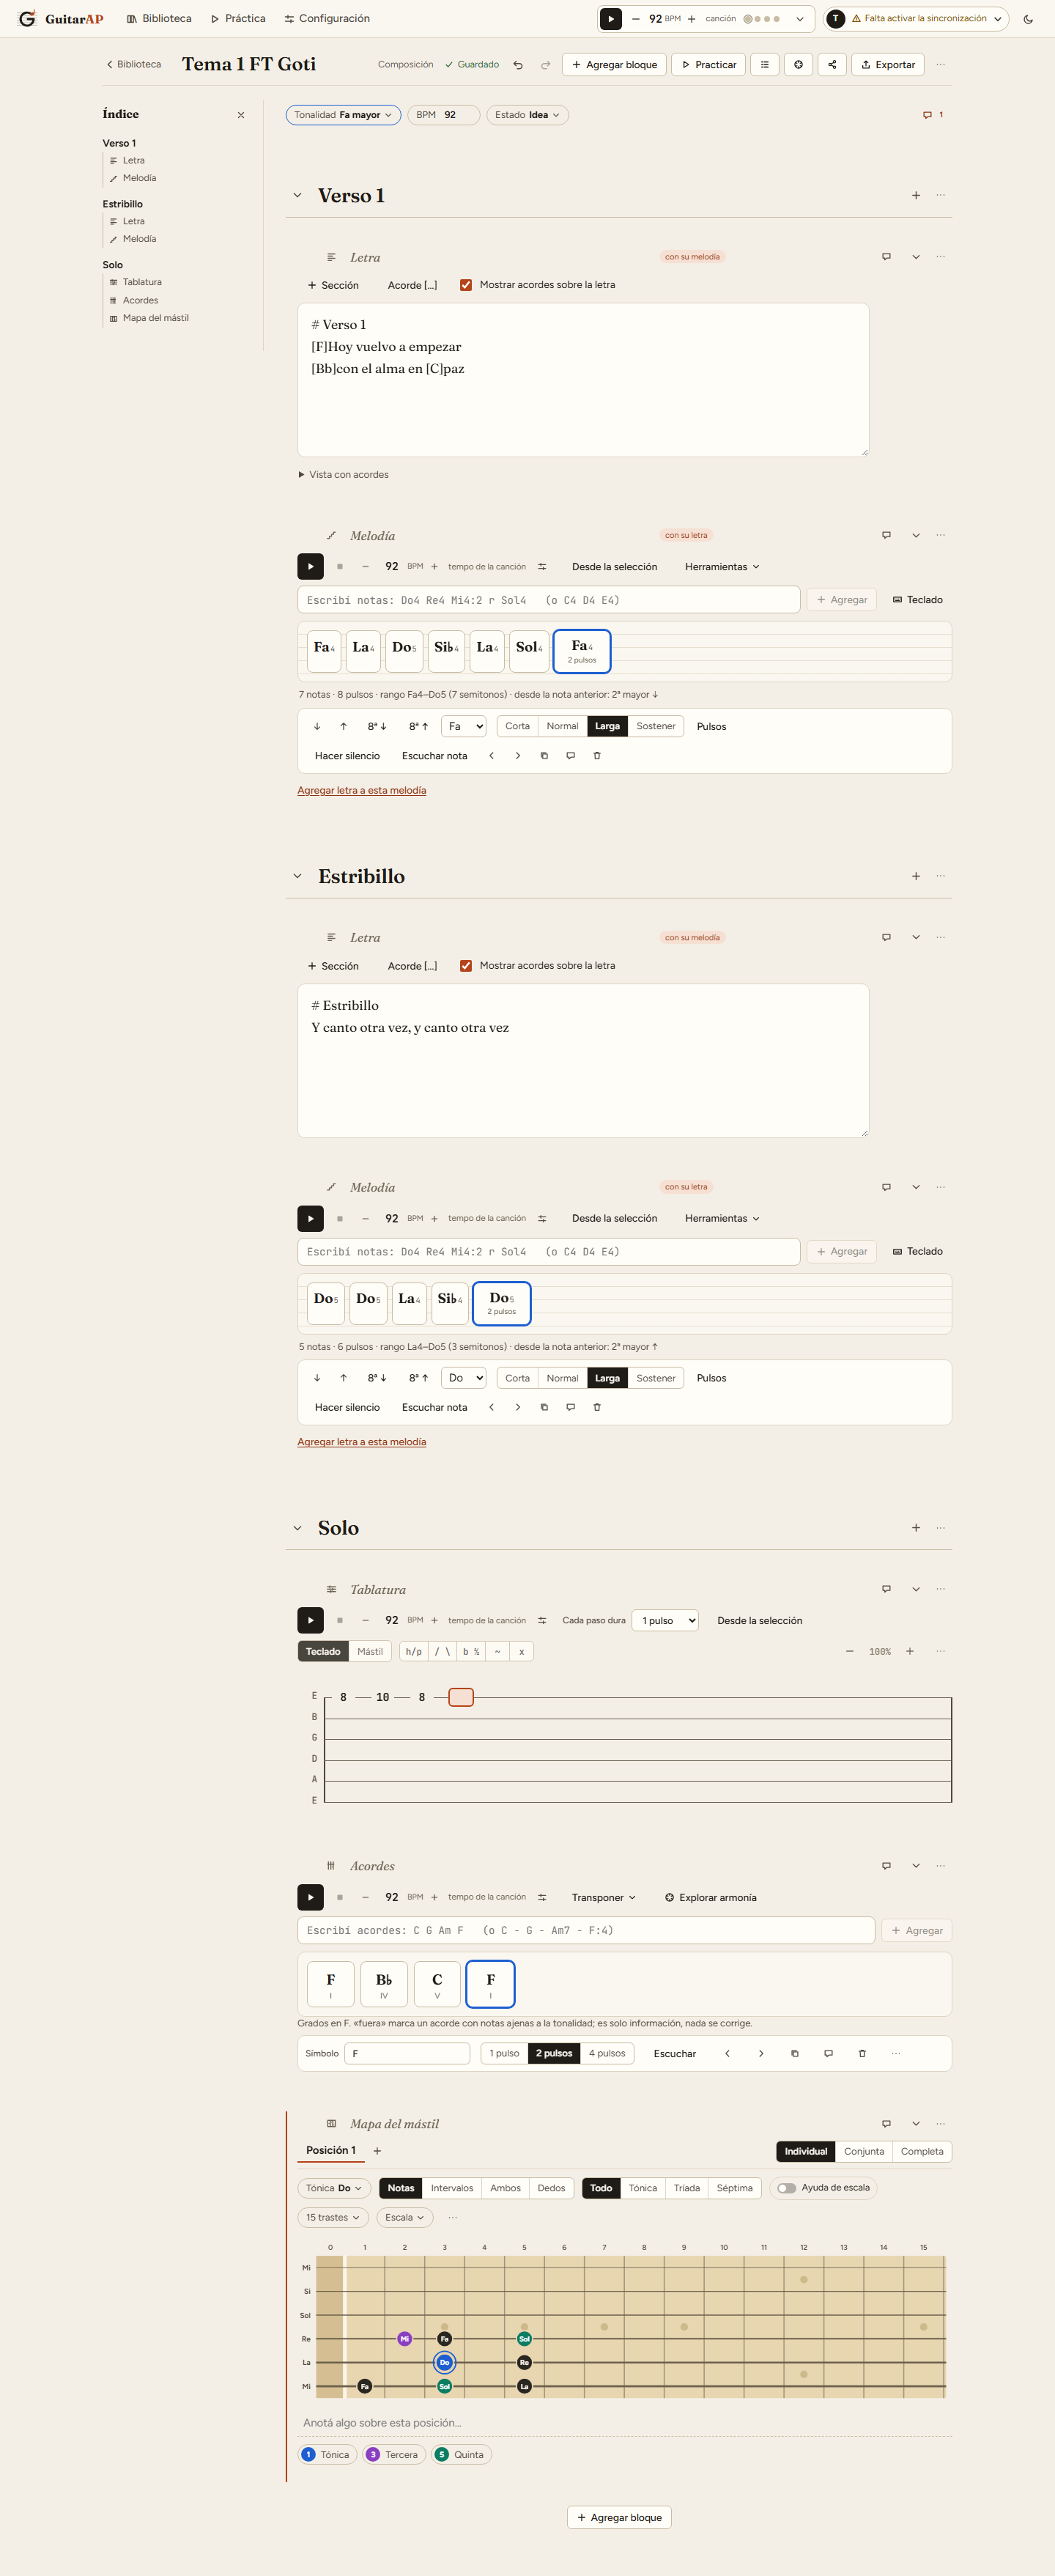 GuitarAP Biblioteca Práctica Configuración 92 BPM canción T Falta activar la sincronización
Biblioteca Tema 1 FT Goti Composición Guardado Agregar bloque Practicar Exportar
Índice
Verso 1
Letra
Melodía
Estribillo
Letra
Melodía
Solo
Tablatura
Acordes
Mapa del mástil
Tonalidad Fa mayor BPM 92 Estado Idea 1
Verso 1
Letra con su melodía
+ Sección Acorde [...] Mostrar acordes sobre la letra
# Verso 1
[F]Hoy vuelvo a empezar
[Bb]con el alma en [C]paz
Vista con acordes
Melodía con su letra
− 92 BPM + tempo de la canción Desde la selección Herramientas
Escribí notas: Do4 Re4 Mi4:2 r Sol4 (o C4 D4 E4) + Agregar Teclado
Fa4 La4 Do5 Si♭4 La4 Sol4 Fa4
2 pulsos
7 notas · 8 pulsos · rango Fa4–Do5 (7 semitonos) · desde la nota anterior: 2ª mayor ↓
↓ ↑ 8ª ↓ 8ª ↑ Fa Corta Normal Larga Sostener Pulsos
Hacer silencio Escuchar nota
Agregar letra a esta melodía
Estribillo
Letra con su melodía
+ Sección Acorde [...] Mostrar acordes sobre la letra
# Estribillo
Y canto otra vez, y canto otra vez
Melodía con su letra
− 92 BPM + tempo de la canción Desde la selección Herramientas
Escribí notas: Do4 Re4 Mi4:2 r Sol4 (o C4 D4 E4) + Agregar Teclado
Do5 Do5 La4 Si♭4 Do5
2 pulsos
5 notas · 6 pulsos · rango La4–Do5 (3 semitonos) · desde la nota anterior: 2ª mayor ↑
↓ ↑ 8ª ↓ 8ª ↑ Do Corta Normal Larga Sostener Pulsos
Hacer silencio Escuchar nota
Agregar letra a esta melodía
Solo
Tablatura
− 92 BPM + tempo de la canción Cada paso dura 1 pulso Desde la selección
Teclado Mástil h/p / \ b % ~ x − 100% +
E 8 10 8
B
G
D
A
E
Acordes
− 92 BPM + tempo de la canción Transponer Explorar armonía
Escribí acordes: C G Am F (o C - G - Am7 - F:4) + Agregar
F B♭ C F
I IV V I
Grados en F. «fuera» marca un acorde con notas ajenas a la tonalidad; es solo información, nada se corrige.
Símbolo F 1 pulso 2 pulsos 4 pulsos Escuchar
Mapa del mástil
Posición 1 + Individual Conjunta Completa
Tónica Do Notas Intervalos Ambos Dedos Todo Tónica Tríada Séptima Ayuda de escala
15 trastes Escala
0 1 2 3 4 5 6 7 8 9 10 11 12 13 14 15
Mi
Si
Sol
Re Mi Fa Sol
La Do Re
Mi Fa Sol La
Anotá algo sobre esta posición...
1 Tónica 3 Tercera 5 Quinta
+ Agregar bloque